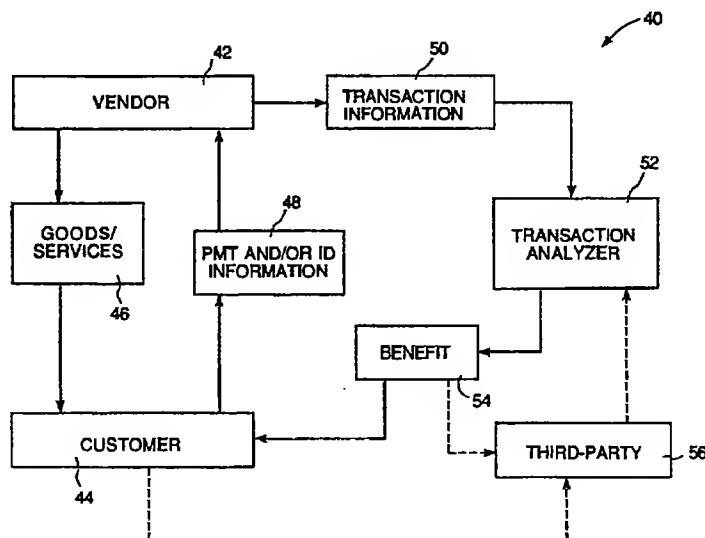 40
42
VENDOR
50
TRANSACTION
INFORMATION
52
TRANSACTION
ANALYZER
GOODS/
SERVICES
46
48
PMT AND/OR ID
INFORMATION
BENEFIT
54
CUSTOMER
44
THIRD-PARTY
56